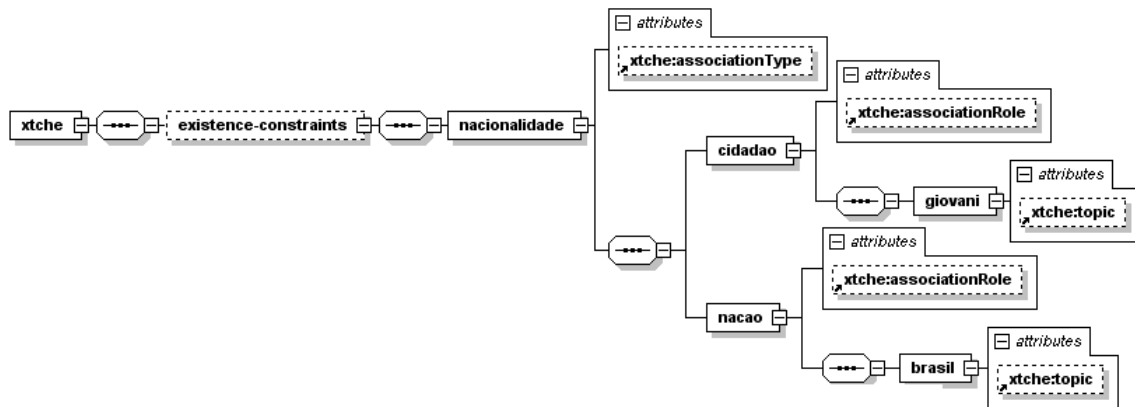 attributes
xtche:associationType
attributes
xtche:associationRole
xtche
existence-constraints
nacionalidade
cidadao
attributes
giovani
xtche:topic
attributes
xtche:associationRole
nacao
attributes
brasil
xtche:topic